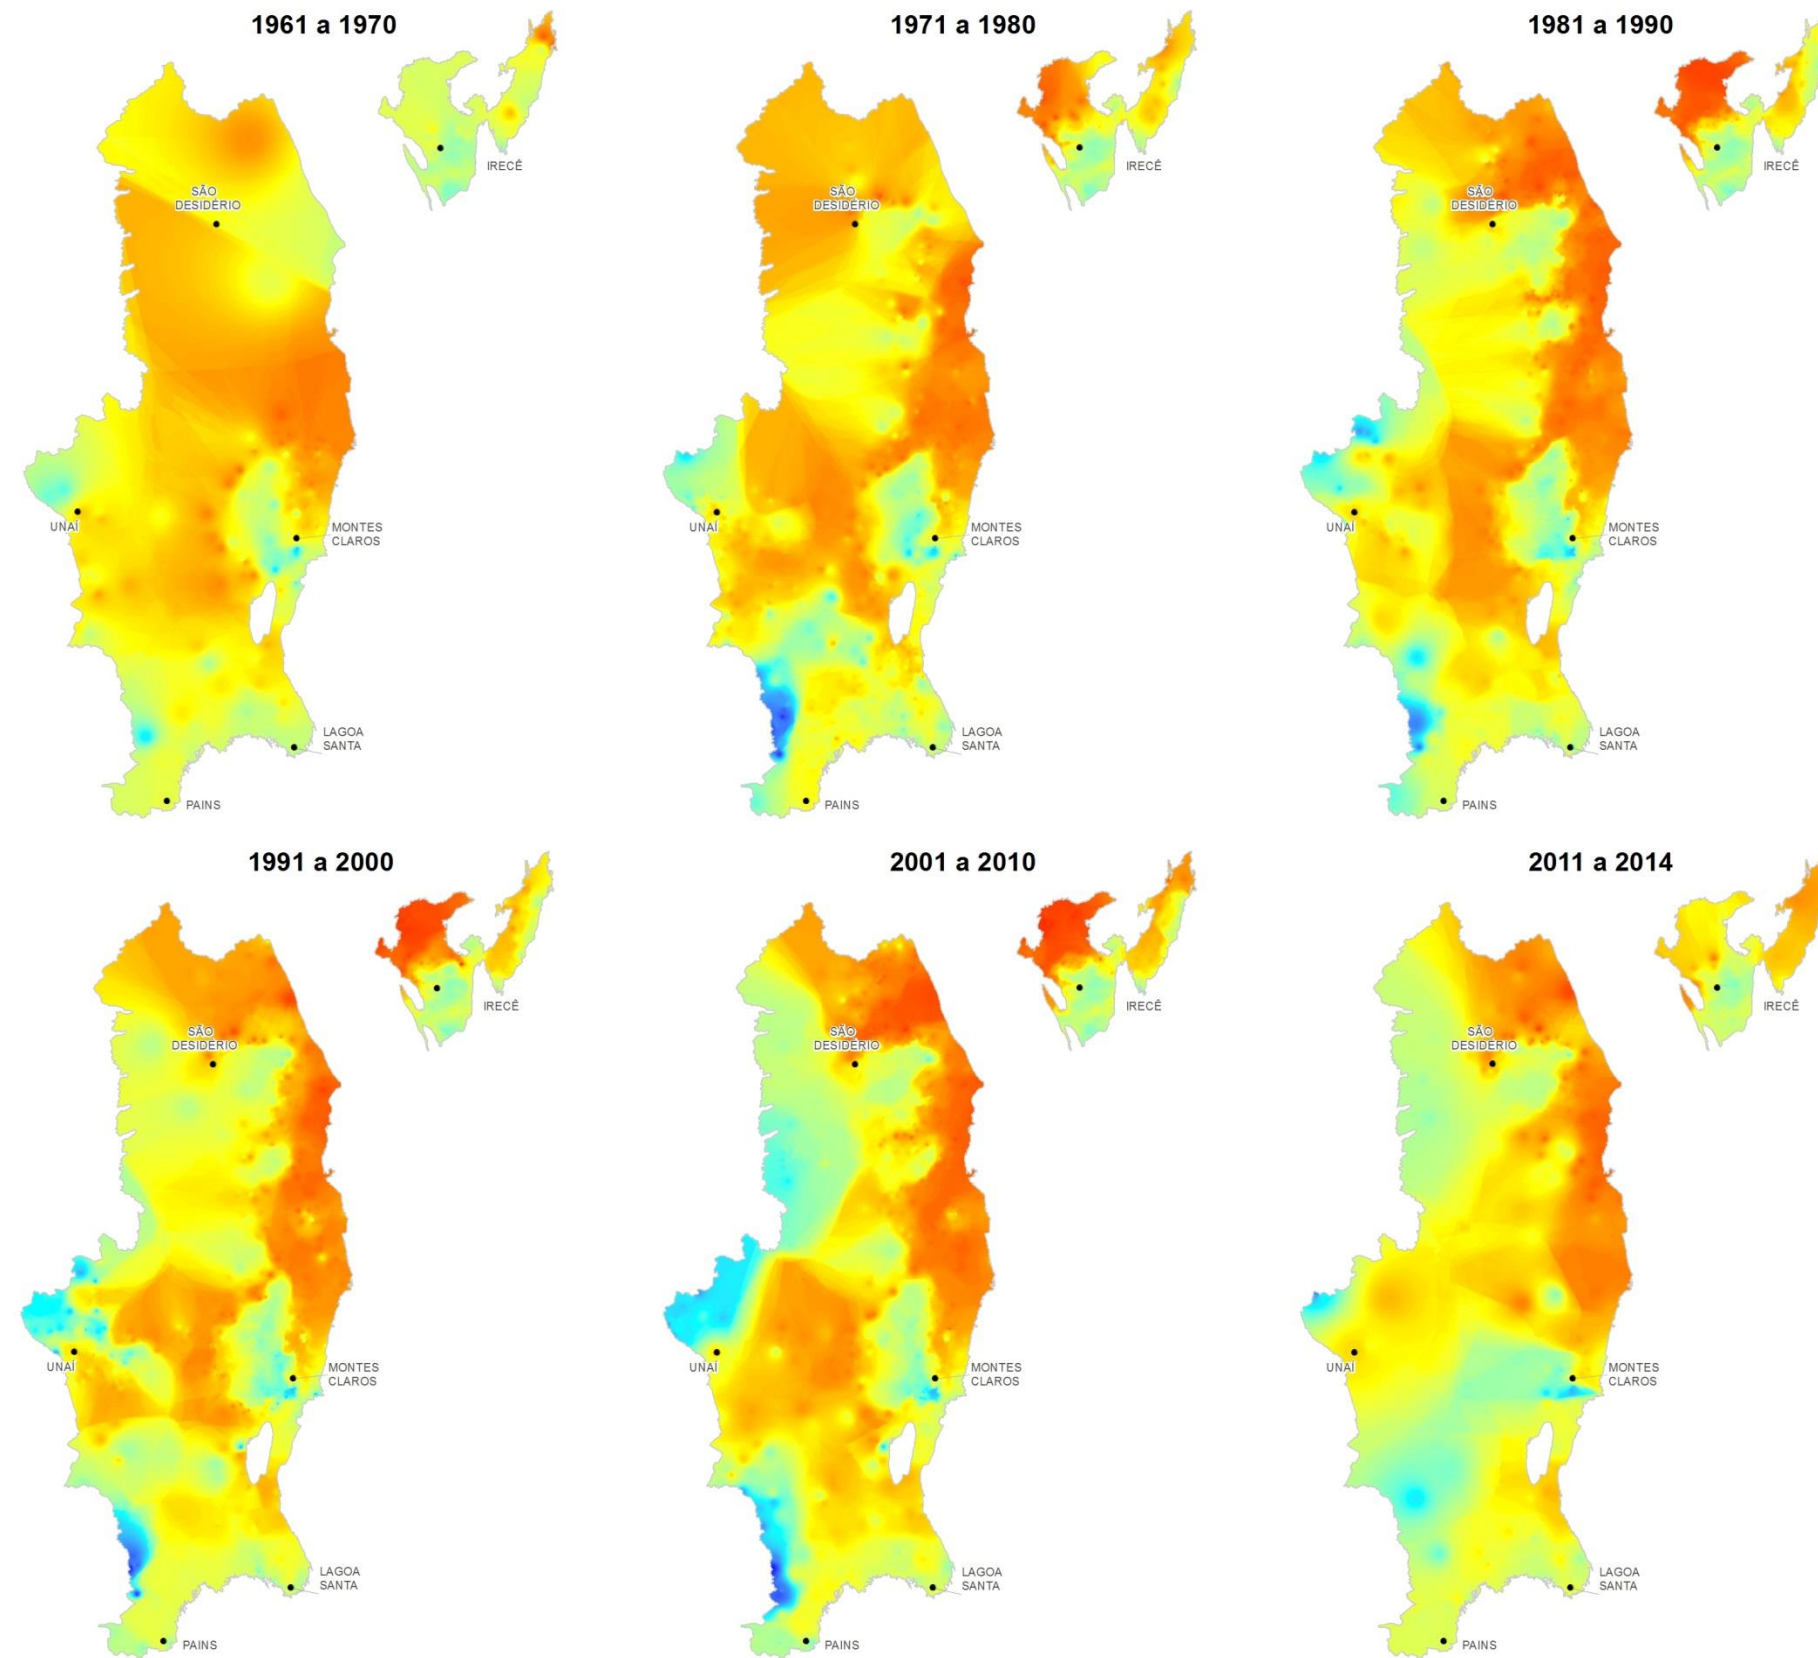 1961 a 1970
IRECÊ
SÃO
DESIDÉRIO
UNAÍ
MONTES
CLAROS
LAGOA
SANTA
PAINS
1971 a 1980
IRECÊ
SÃO
DESIDÉRIO
UNAÍ
MONTES
CLAROS
LAGOA
SANTA
PAINS
1981 a 1990
IRECÊ
SÃO
DESIDÉRIO
UNAÍ
MONTES
CLAROS
LAGOA
SANTA
PAINS
1991 a 2000
IRECÊ
SÃO
DESIDÉRIO
UNAÍ
MONTES
CLAROS
LAGOA
SANTA
PAINS
2001 a 2010
IRECÊ
SÃO
DESIDÉRIO
UNAÍ
MONTES
CLAROS
LAGOA
SANTA
PAINS
2011 a 2014
IRECÊ
SÃO
DESIDÉRIO
UNAÍ
MONTES
CLAROS
LAGOA
SANTA
PAINS